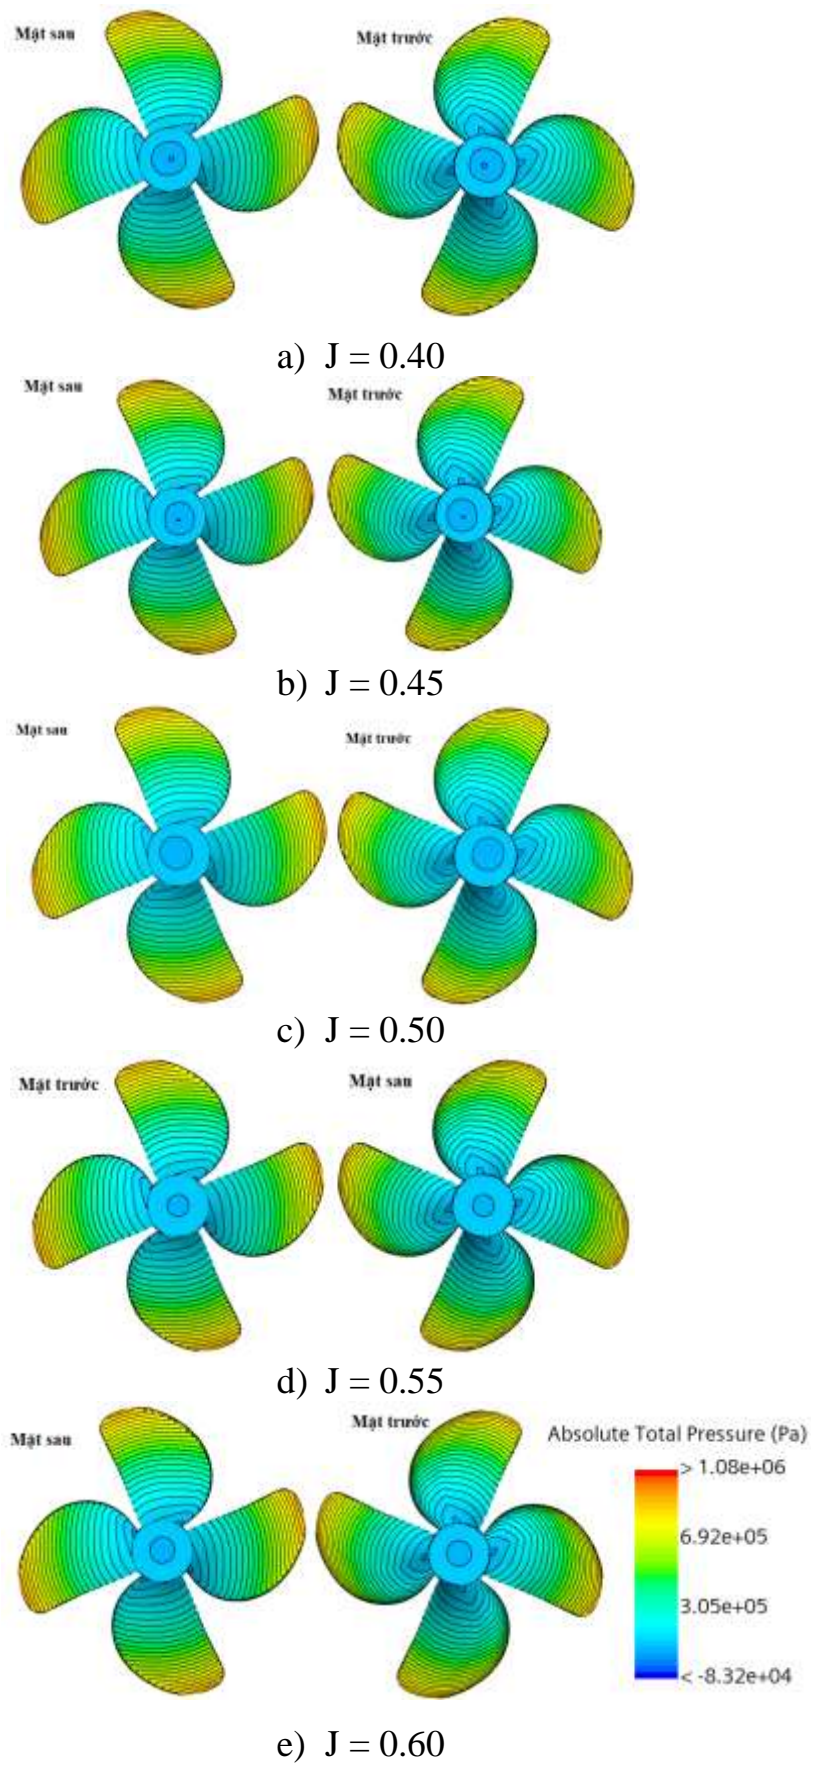 Mặt sau
Mặt trước
a) J = 0.40
Mặt sau
Mặt trước
b) J = 0.45
Mặt sau
Mặt trước
c) J = 0.50
Mặt trước
Mặt sau
d) J = 0.55
Mặt sau
Mặt trước
Absolute Total Pressure (Pa)
> 1.08e+06
6.92e+05
3.05e+05
< -8.32e+04
e) J = 0.60